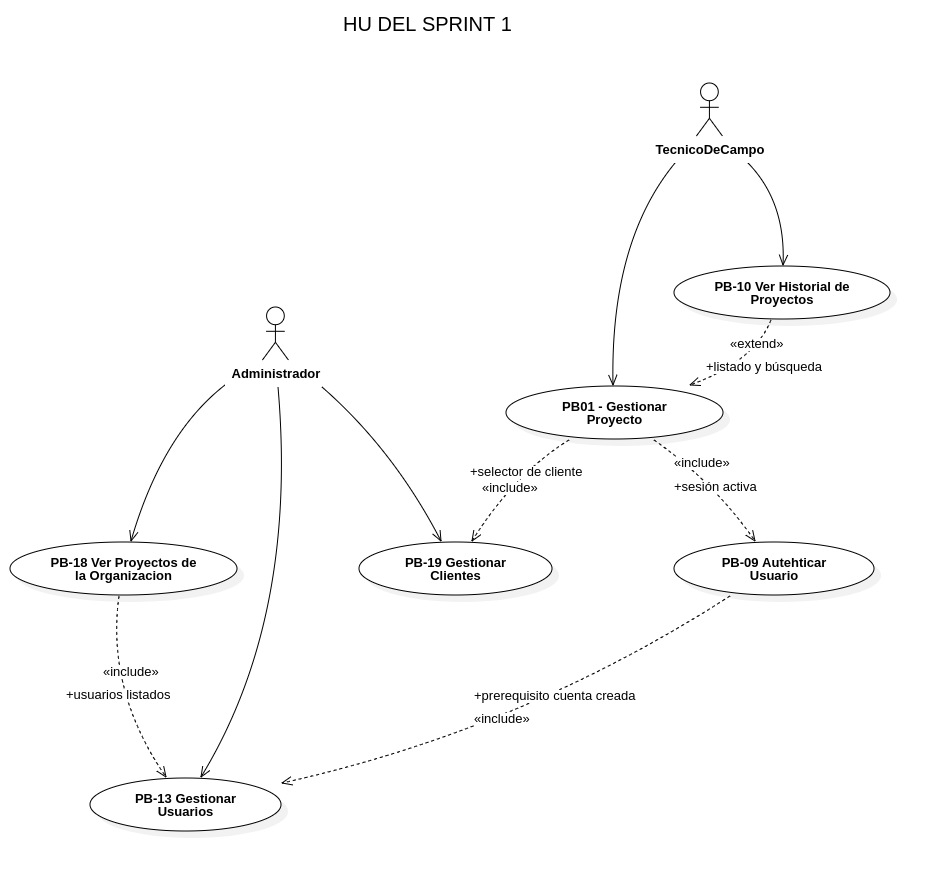 HU DEL SPRINT 1
TecnicoDeCampo
PB-10 Ver Historial de
Proyectos
«extend»
+listado y búsqueda
Administrador
PB01 - Gestionar
Proyecto
+selector de cliente
«include»
«include»
+sesión activa
PB-18 Ver Proyectos de
la Organizacion
PB-19 Gestionar
Clientes
PB-09 Autehticar
Usuario
«include»
+usuarios listados
+prerequisito cuenta creada
«include»
PB-13 Gestionar
Usuarios